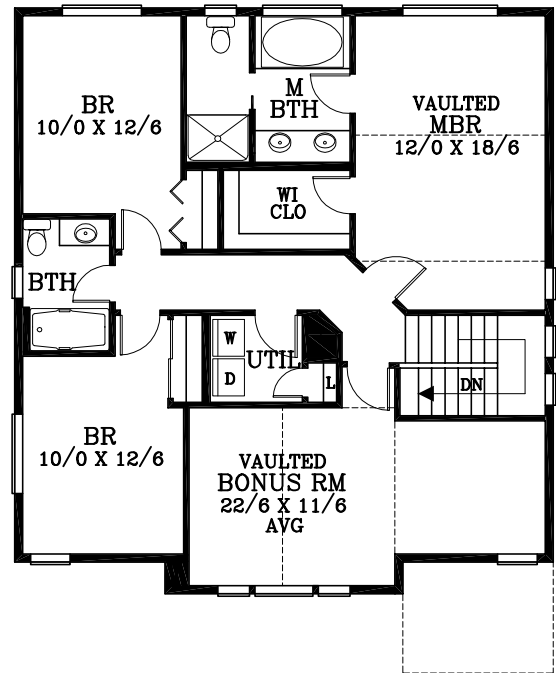 BR
10/0 X 12/6
M
BTH
VAULTED
MBR
12/0 X 18/6
WI
CLO
BTH
W
D
UTIL
L
DN
BR
10/0 X 12/6
VAULTED
BONUS RM
22/6 X 11/6
AVG